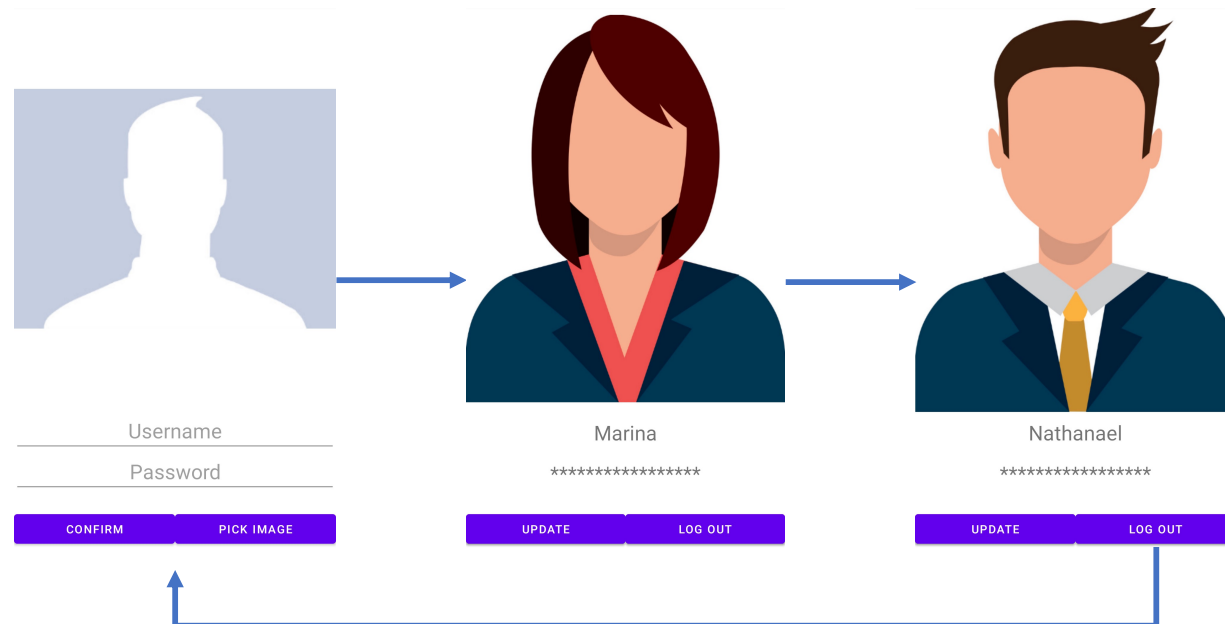 Username
Password
CONFIRM
PICK IMAGE
Marina
*****************
UPDATE
LOG OUT
Nathanael
*****************
UPDATE
LOG OUT